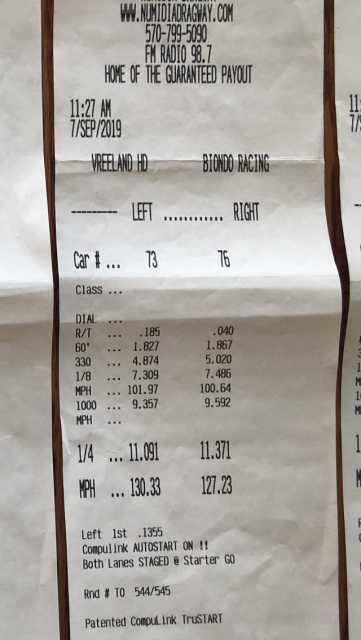 WWW.NUMIDIADRAGWAY.COM
570-799-5090
FM RADIO 98.7
HOME OF THE GUARANTEED PAYOUT
11:27 AM
7/SEP/2019
VREELAND HD BIONDO RACING
--------- LEFT ............ RIGHT
Car # ... 73 76
Class ...
DIAL ...
R/T ... .185 .040
60' ... 1.827 1.867
330 ... 4.874 5.020
1/8 ... 7.309 7.486
MPH ... 101.97 100.64
1000 ... 9.357 9.592
MPH ...
1/4 ... 11.091 11.371
MPH ... 130.33 127.23
Left 1st .1355
Compulink AUTOSTART ON !!
Both Lanes STAGED @ Starter GO
Rnd # TO 544/545
Patented CompuLink TruSTART